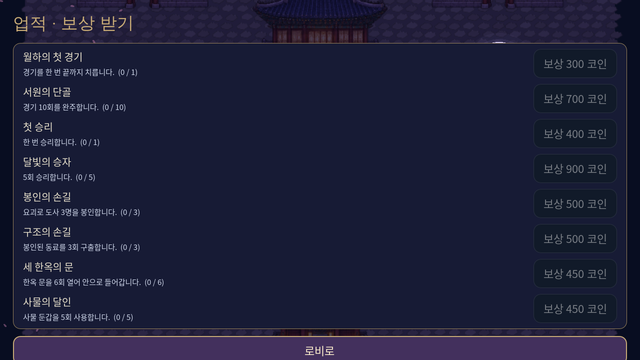 업적 · 보상 받기
월하의 첫 경기
보상 300 코인
경기를 한 번 끝까지 치릅니다. (0 / 1)
서원의 단골
보상 700 코인
경기 10회를 완주합니다. (0 / 10)
첫 승리
보상 400 코인
한 번 승리합니다. (0 / 1)
달빛의 승자
보상 900 코인
5회 승리합니다. (0 / 5)
봉인의 손길
보상 500 코인
요괴로 도사 3명을 봉인합니다. (0 / 3)
구조의 손길
보상 500 코인
봉인된 동료를 3회 구출합니다. (0 / 3)
세 한옥의 문
보상 450 코인
한옥 문을 6회 열어 안으로 들어갑니다. (0 / 6)
사물의 달인
보상 450 코인
사물 둔갑을 5회 사용합니다. (0 / 5)
로비로